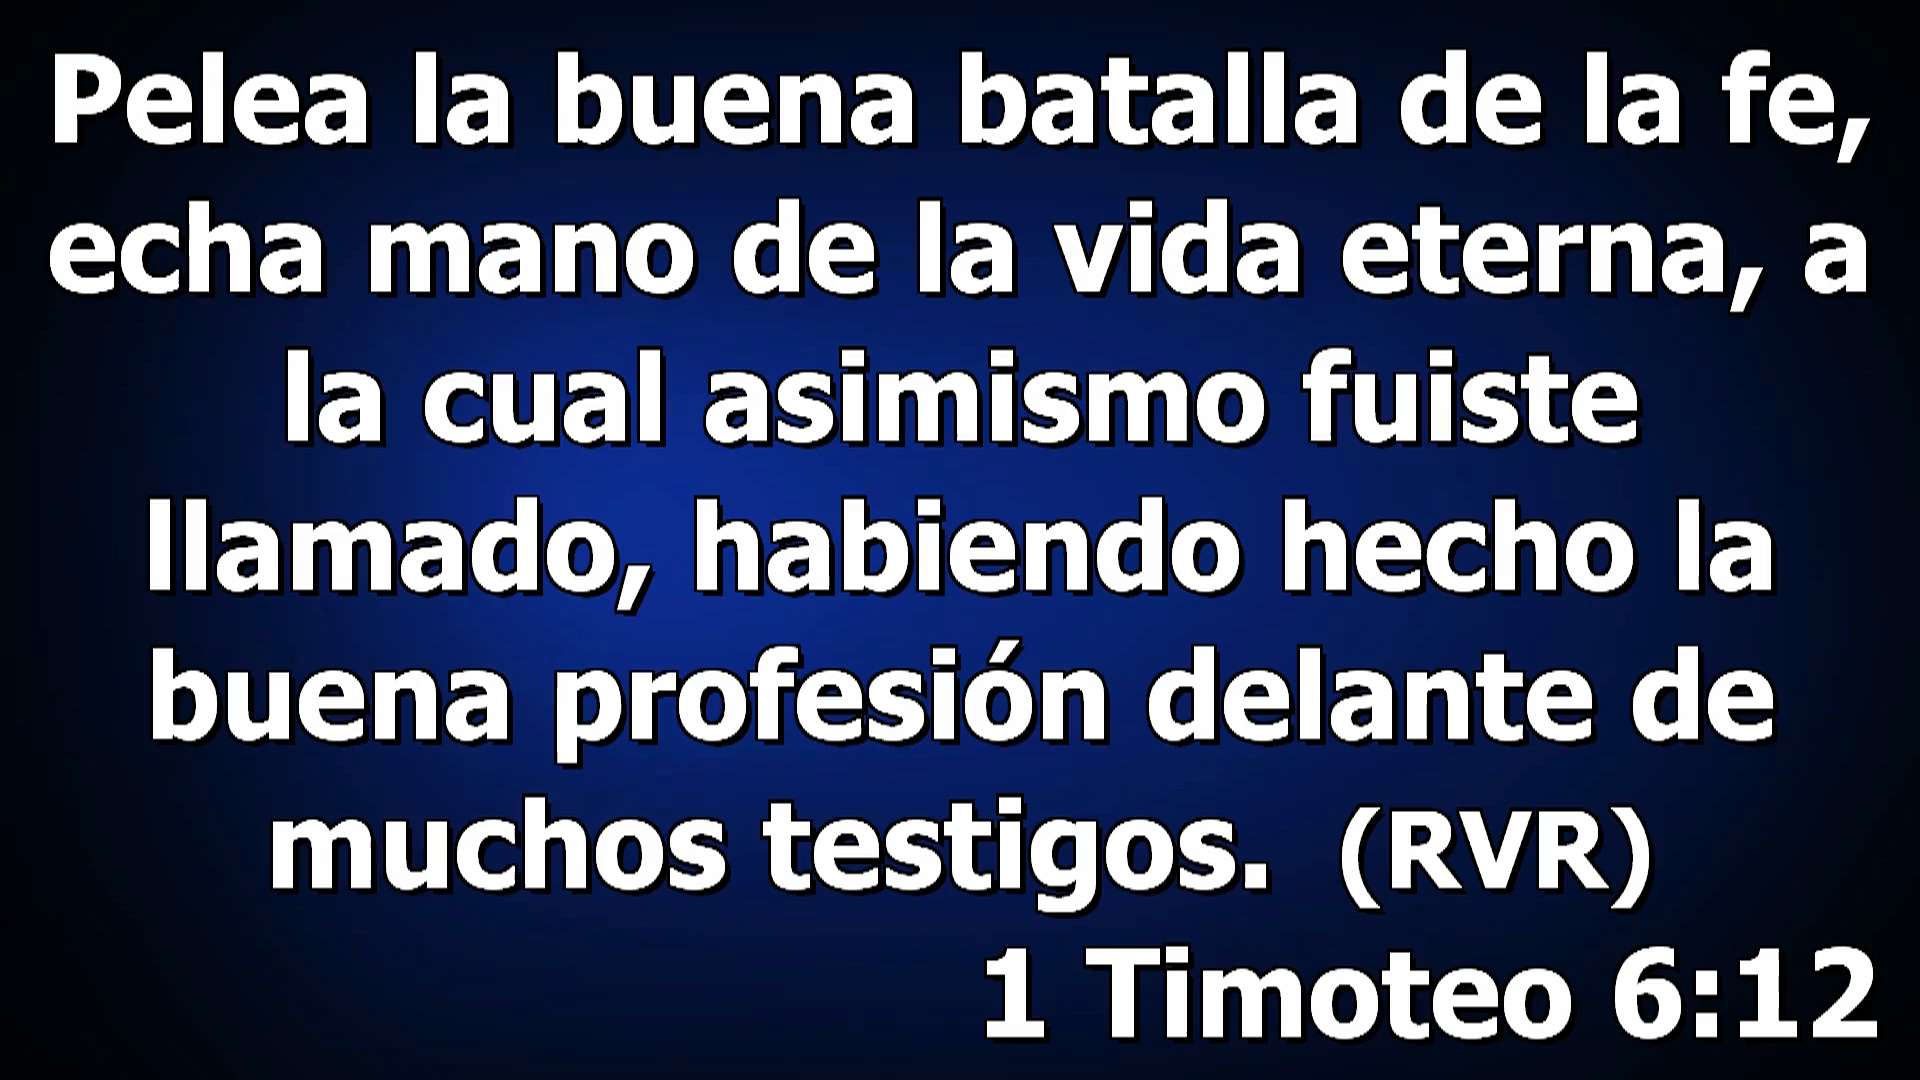 Pelea la buena batalla de la fe,
echa mano de la vida eterna, a
la cual asimismo fuiste
llamado, habiendo hecho la
buena profesión delante de
muchos testigos.  (RVR)
1 Timoteo 6:12